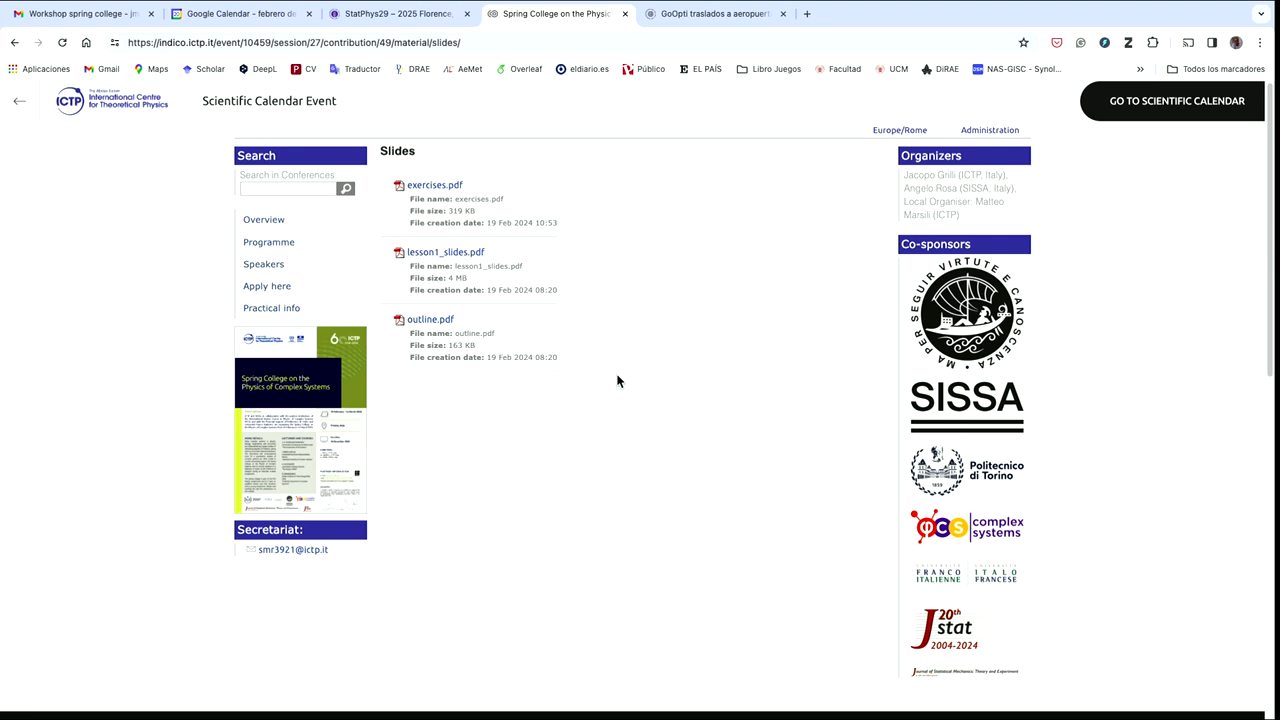 Workshop spring college - jm
Google Calendar - febrero de
StatPhys29 – 2025 Florence,
Spring College on the Physic
GoOpti traslados a aeropuert
https://indico.ictp.it/event/10459/session/27/contribution/49/material/slides/
Aplicaciones
Gmail
Maps
Scholar
DeepL
CV
Traductor
DRAE
AeMet
Overleaf
eldiario.es
Público
EL PAÍS
Libro Juegos
Facultad
UCM
DiRAE
NAS-GISC - Synol...
Todos los marcadores
ICTP
International Centre
for Theoretical Physics
Scientific Calendar Event
GO TO SCIENTIFIC CALENDAR
Europe/Rome
Administration
Search
Search in Conferences:
Overview
Programme
Speakers
Apply here
Practical info
Spring College on the
Physics of Complex Systems
Secretariat:
smr3921@ictp.it
Slides
exercises.pdf
File name: exercises.pdf
File size: 319 KB
File creation date: 19 Feb 2024 10:53
lesson1_slides.pdf
File name: lesson1_slides.pdf
File size: 4 MB
File creation date: 19 Feb 2024 08:20
outline.pdf
File name: outline.pdf
File size: 163 KB
File creation date: 19 Feb 2024 08:20
Organizers
Jacopo Grilli (ICTP, Italy),
Angelo Rosa (SISSA, Italy),
Local Organiser: Matteo
Marsili (ICTP)
Co-sponsors
MA PER SEGUIR VIRTUTE E CANOSCENZA
SISSA
Politecnico
di Torino
1859
PCS complex
systems
UNIVERSITÉ FRANCO ITALIENNE
UNIVERSITÀ ITALO FRANCESE
20th
Jstat
2004-2024
Journal of Statistical Mechanics: Theory and Experiment